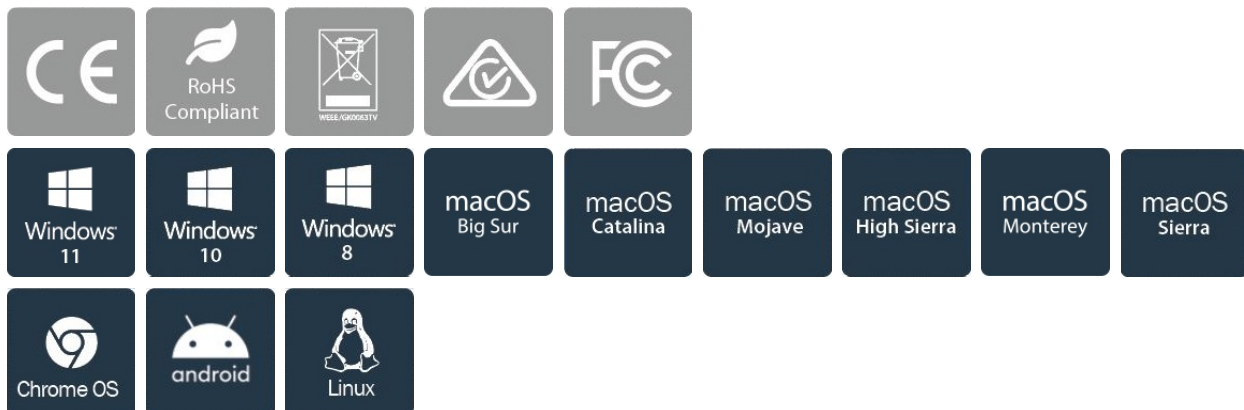 CE
RoHS
Compliant
WEEE/GK0063TV
FC
Windows
11
Windows
10
Windows
8
macOS
Big Sur
macOS
Catalina
macOS
Mojave
macOS
High Sierra
macOS
Monterey
macOS
Sierra
Chrome OS
android
Linux